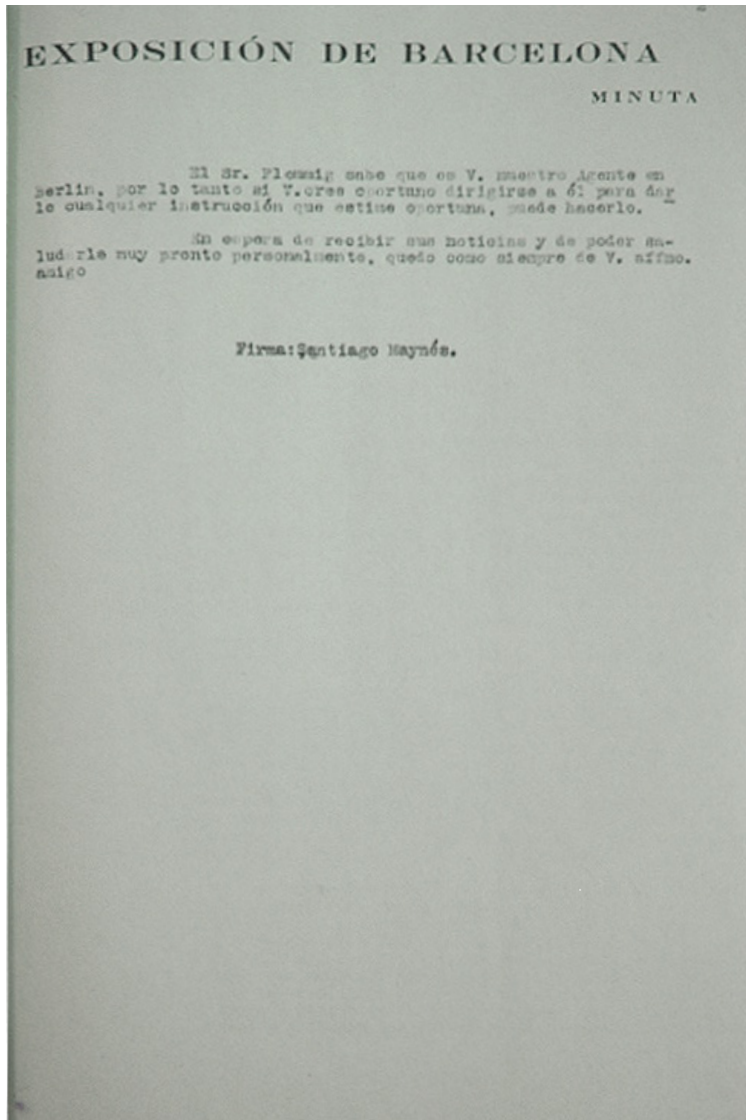 EXPOSICIÓN DE BARCELONA
MINUTA
El Sr. Flemmig sabe que es V. nuestro Agente en
Berlin, por lo tanto si V.cree oportuno dirigirse a él para dar
le cualquier instrucción que estime oportuna, puede hacerlo.
En espera de recibir sus noticias y de poder sa-
ludarle muy pronto personalmente, quedo como siempre de V. affmo.
amigo
Firma:Santiago Maynés.